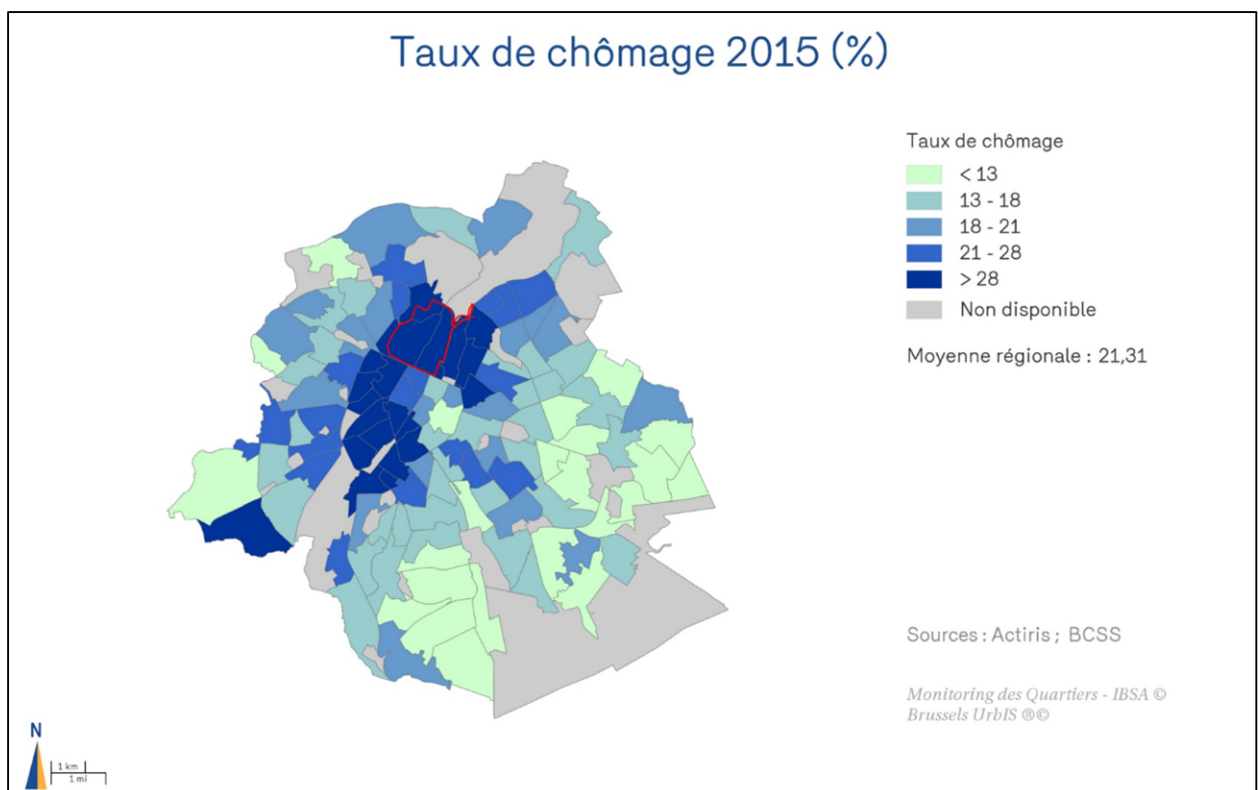 Taux de chômage 2015 (%)
Taux de chômage
< 13
13 - 18
18 - 21
21 - 28
> 28
Non disponible
Moyenne régionale : 21,31
Sources : Actiris ; BCSS
Monitoring des Quartiers - IBSA ©
Brussels UrbIS ®©
N
1 km
1 mi